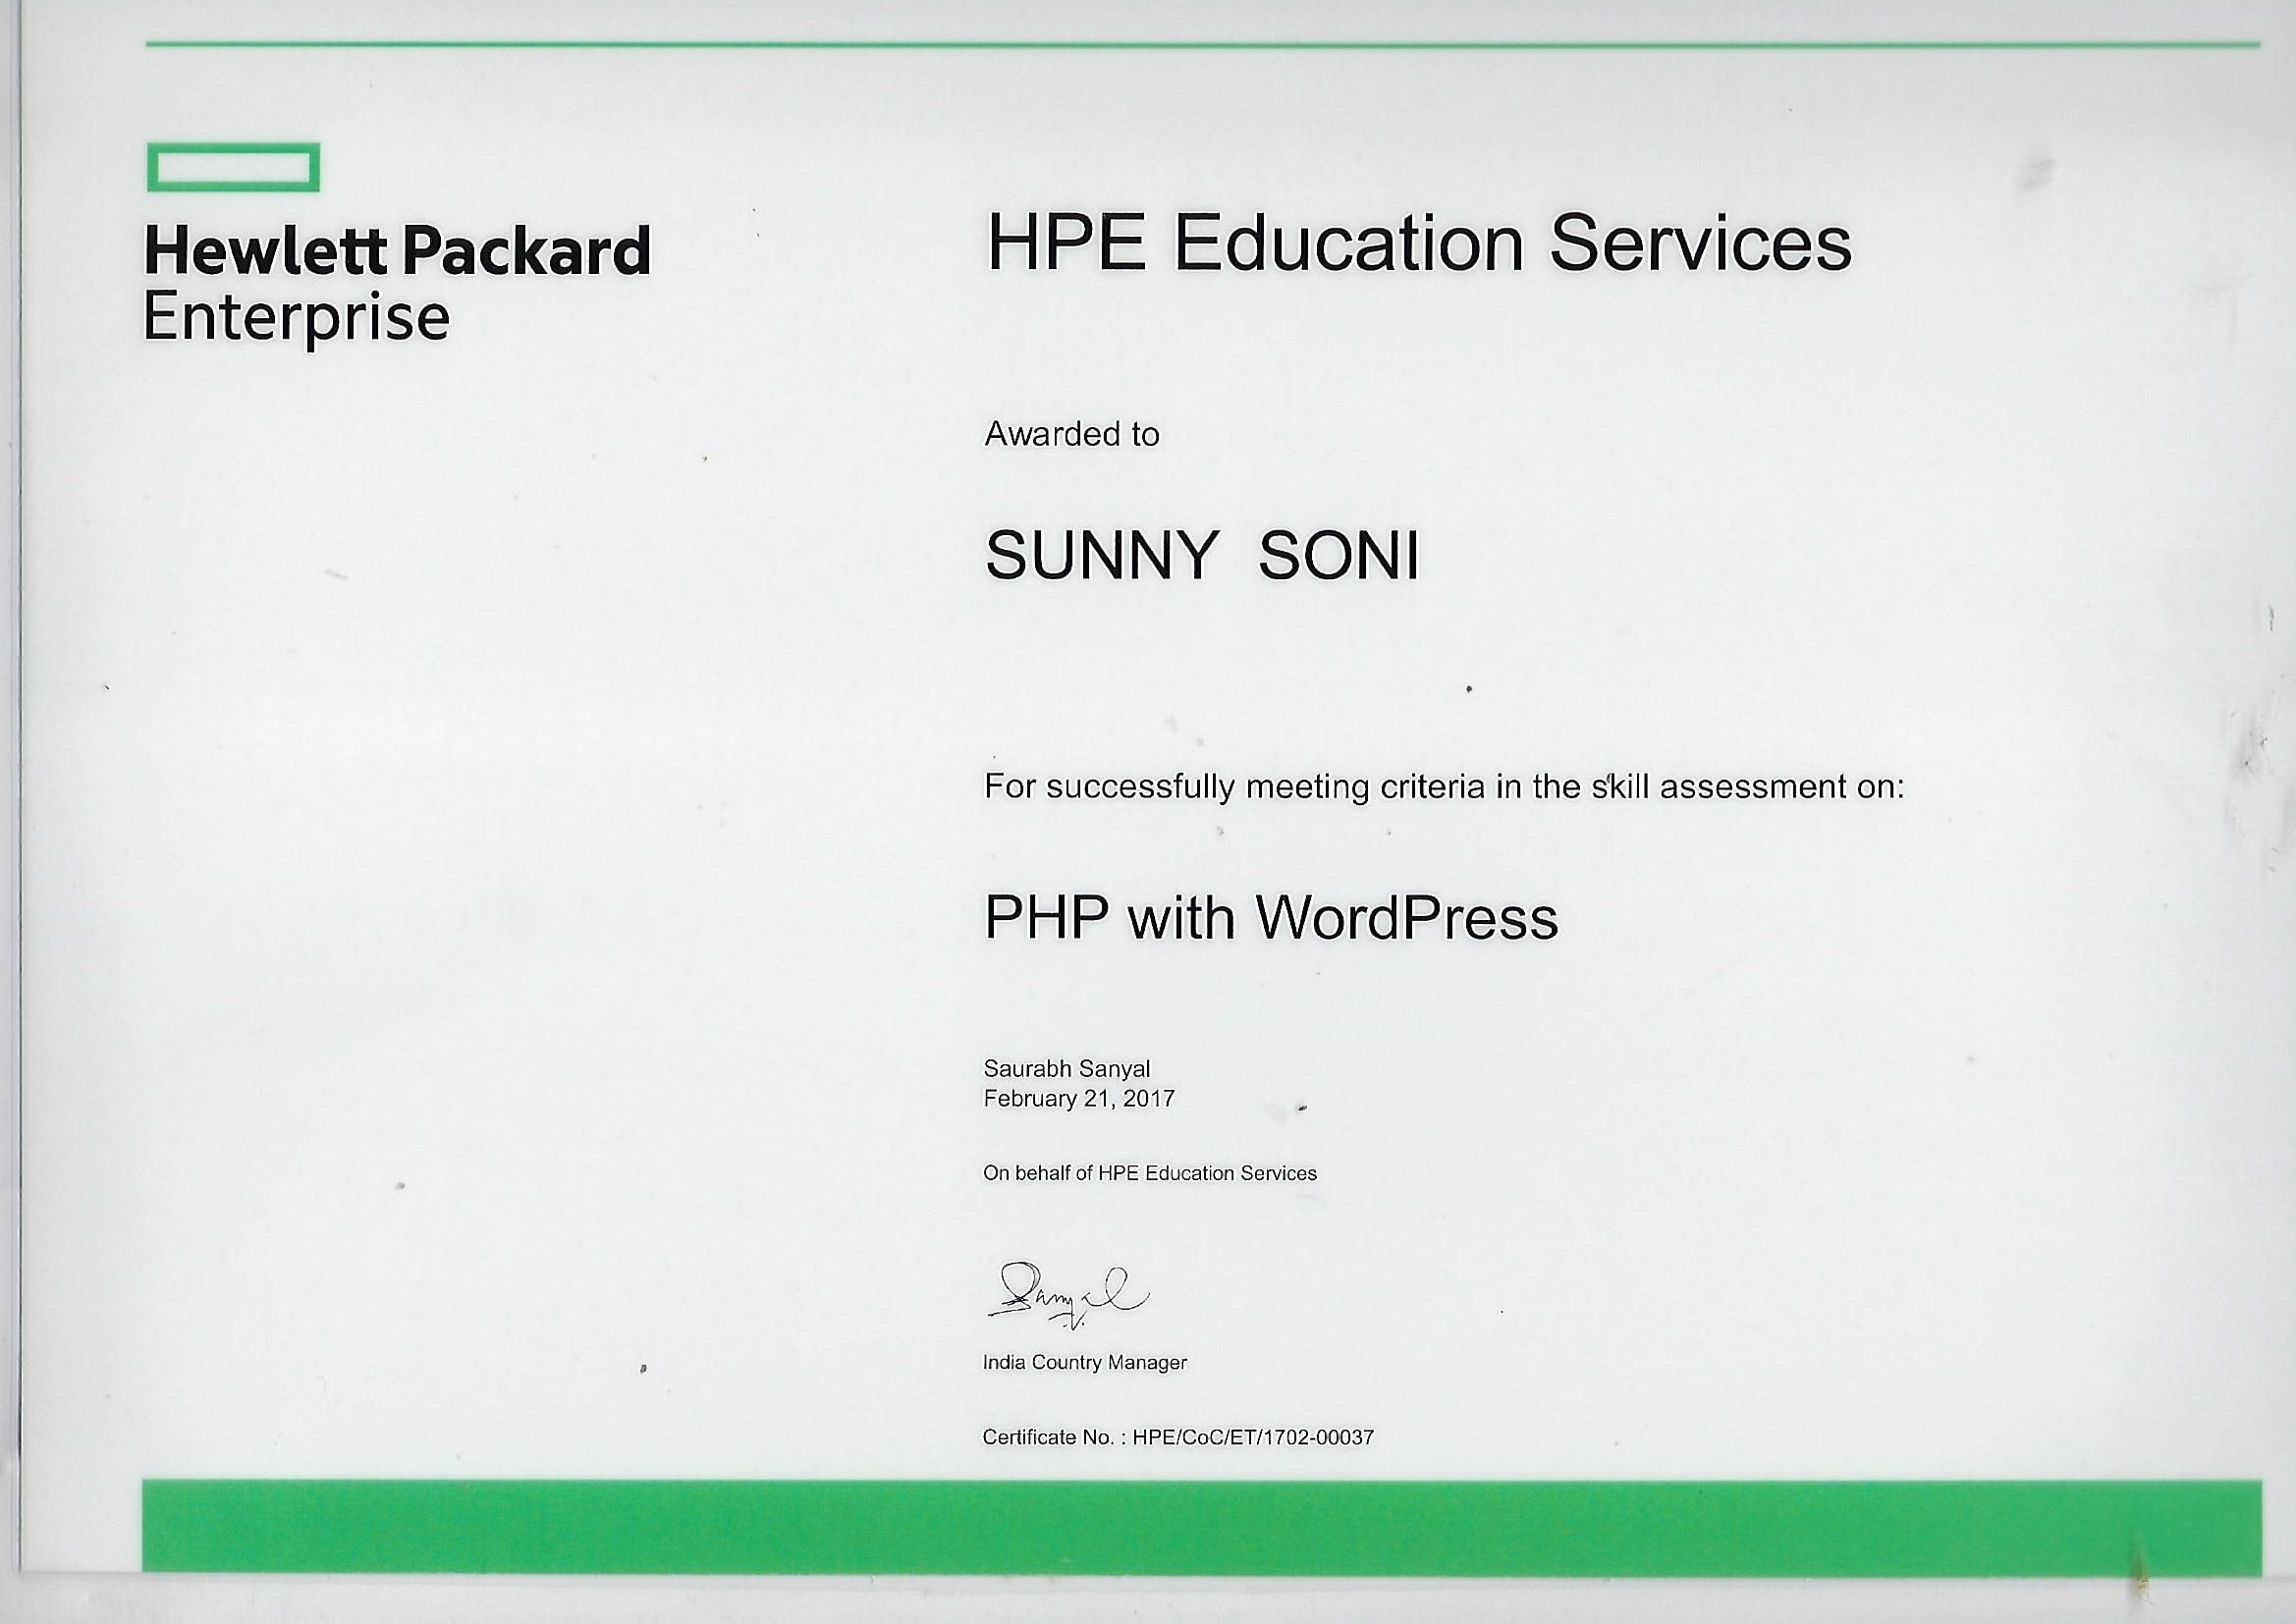 Hewlett Packard
Enterprise
HPE Education Services
Awarded to
SUNNY SONI
For successfully meeting criteria in the skill assessment on:
PHP with WordPress
Saurabh Sanyal
February 21, 2017
On behalf of HPE Education Services
Sanyal
India Country Manager
Certificate No. : HPE/CoC/ET/1702-00037